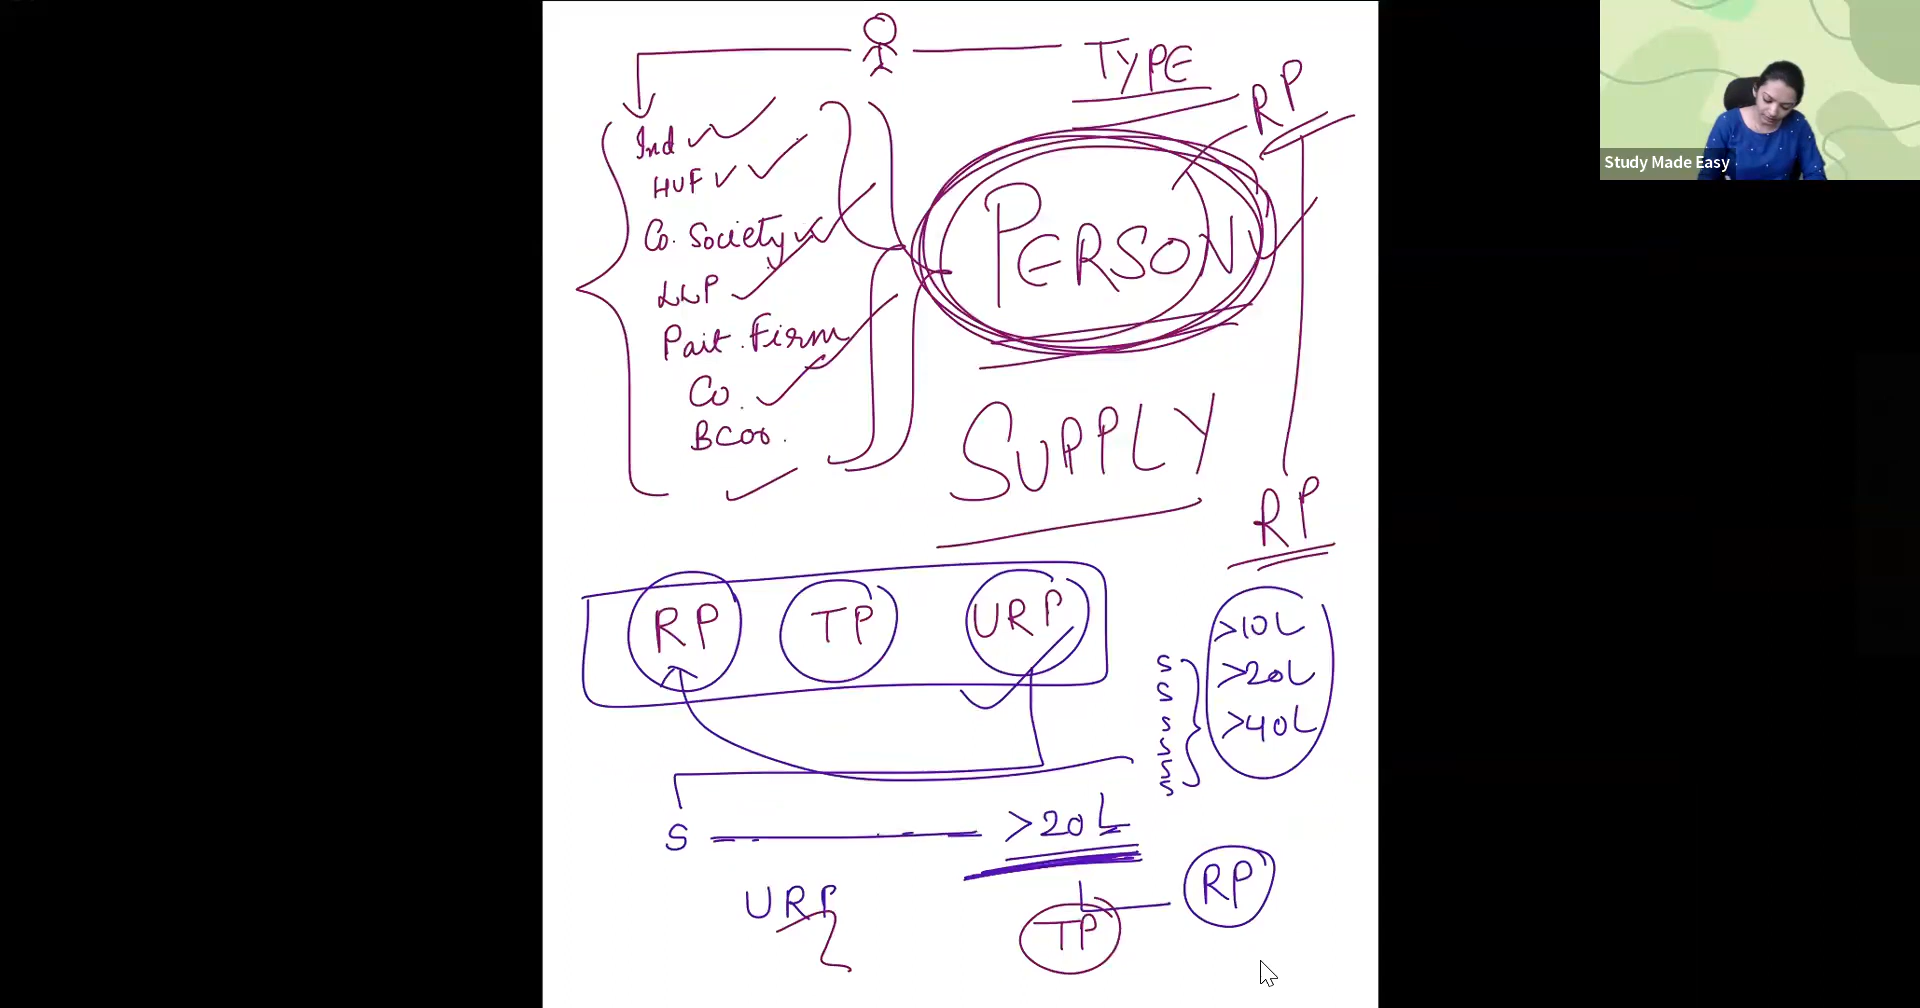 TYPE
RP
Ind
HUF
Co. Society
LLP
Part. Firm
Co.
BCOO.
PERSON
SUPPLY
RP
RP TP URP
>10L
>20L
>40L
S
S
S
S
S
S
S >20L
URP
TP
RP
Study Made Easy